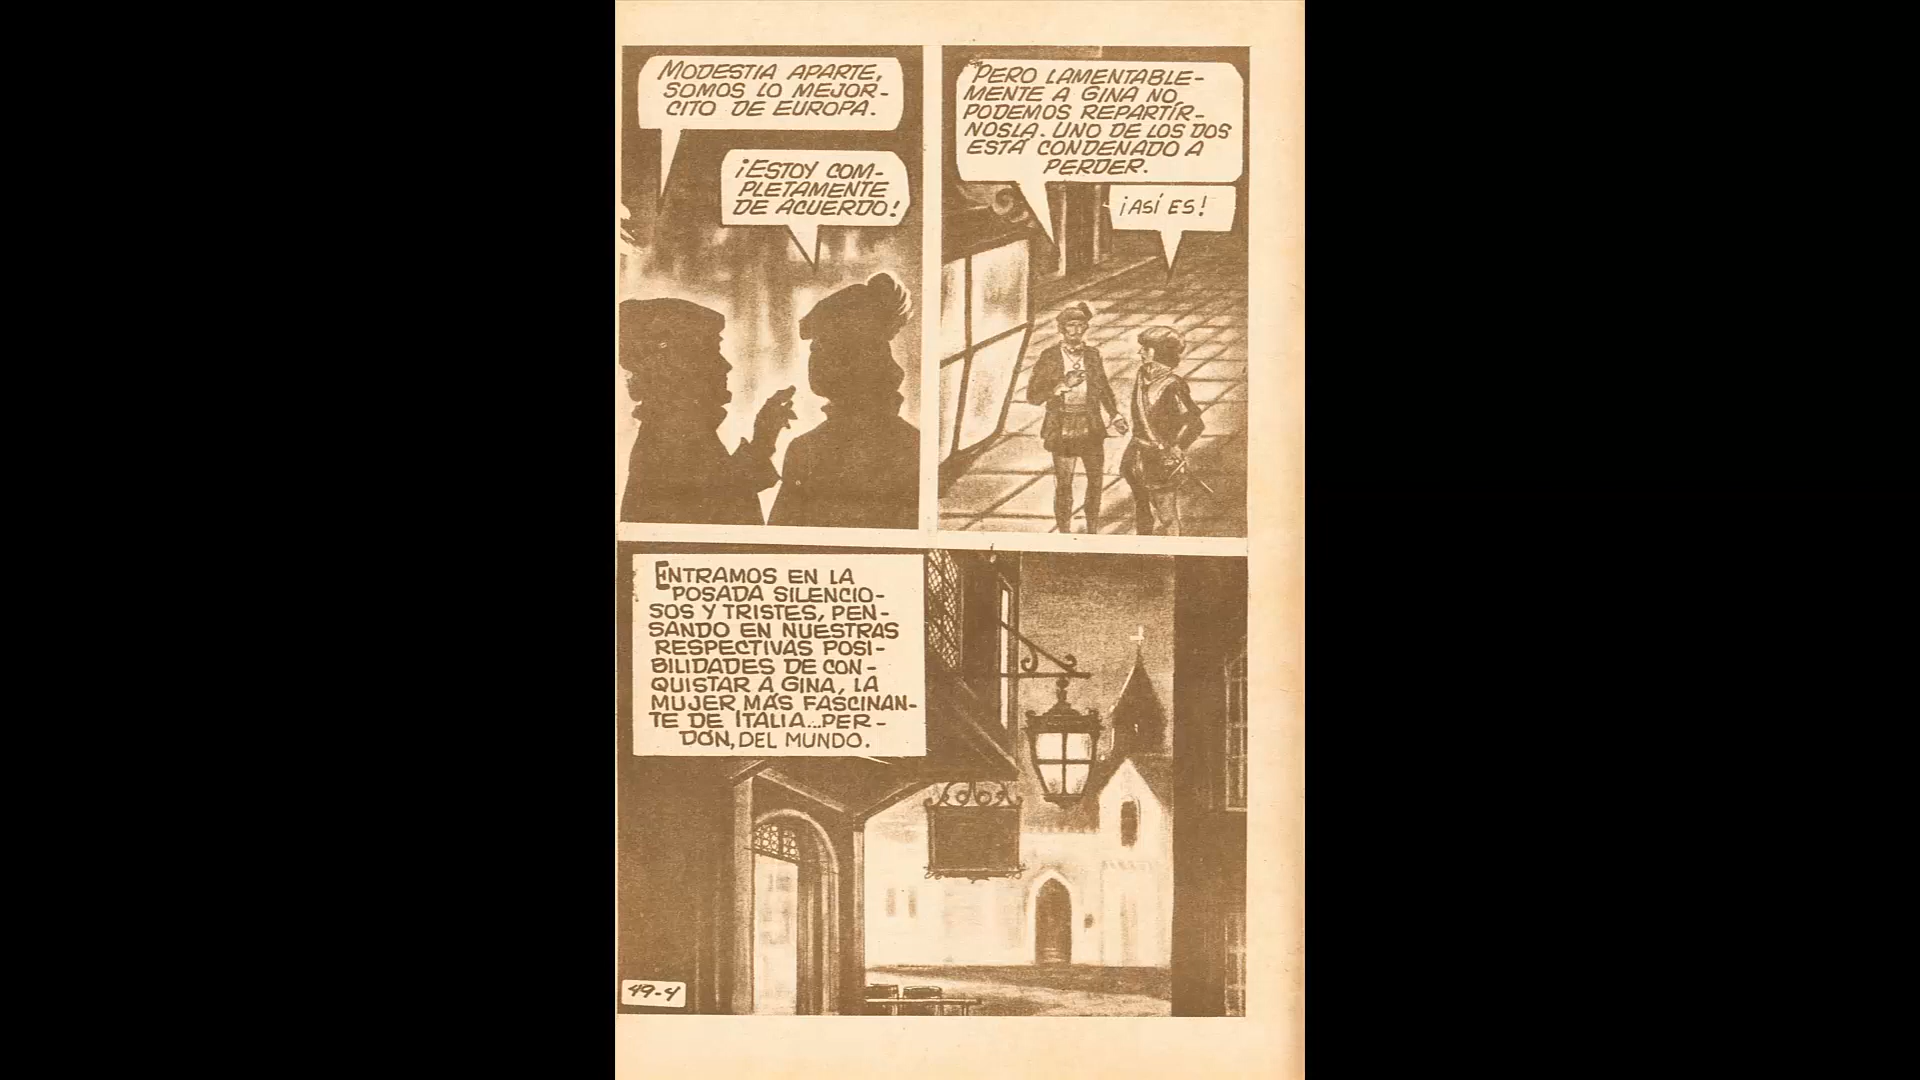 MODESTIA APARTE,
SOMOS LO MEJOR-
CITO DE EUROPA.
¡ESTOY COM-
PLETAMENTE
DE ACUERDO!
PERO LAMENTABLE-
MENTE A GINA NO
PODEMOS REPARTÍR-
NOSLA. UNO DE LOS DOS
ESTÁ CONDENADO A
PERDER.
¡ASÍ ES!
ENTRAMOS EN LA
POSADA SILENCIO-
SOS Y TRISTES, PEN-
SANDO EN NUESTRAS
RESPECTIVAS POSI-
BILIDADES DE CON-
QUISTAR A GINA, LA
MUJER MÁS FASCINAN-
TE DE ITALIA...PER-
DÓN, DEL MUNDO.
49-4